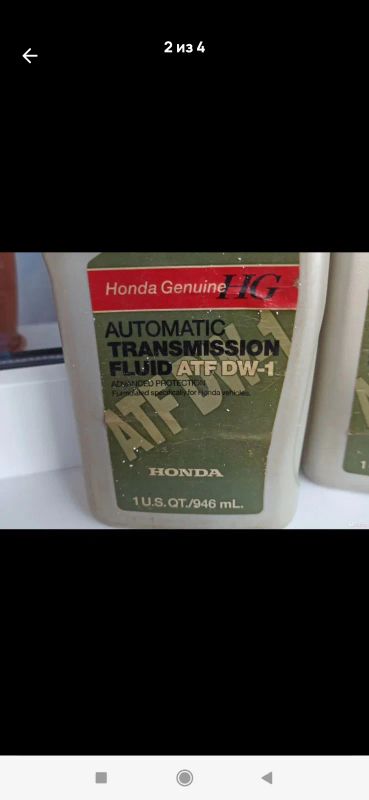 2 из 4
Honda Genuine HG
AUTOMATIC
TRANSMISSION
FLUID ATF DW-1
ADVANCED PROTECTION
Formulated specifically for Honda vehicles.
ATF DW-1
HONDA
1 U.S. QT./946 mL.
1